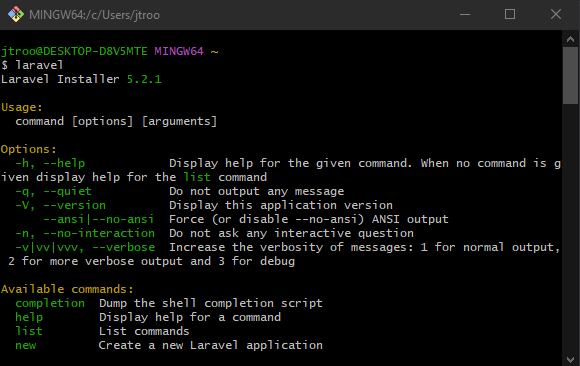 MINGW64:/c/Users/jtroo
jtroo@DESKTOP-D8V5MTE MINGW64 ~
$ laravel
Laravel Installer 5.2.1
Usage:
command [options] [arguments]
Options:
-h, --help Display help for the given command. When no command is g
iven display help for the list command
-q, --quiet Do not output any message
-V, --version Display this application version
--ansi|--no-ansi Force (or disable --no-ansi) ANSI output
-n, --no-interaction Do not ask any interactive question
-v|vv|vvv, --verbose Increase the verbosity of messages: 1 for normal output,
2 for more verbose output and 3 for debug
Available commands:
completion Dump the shell completion script
help Display help for a command
list List commands
new Create a new Laravel application